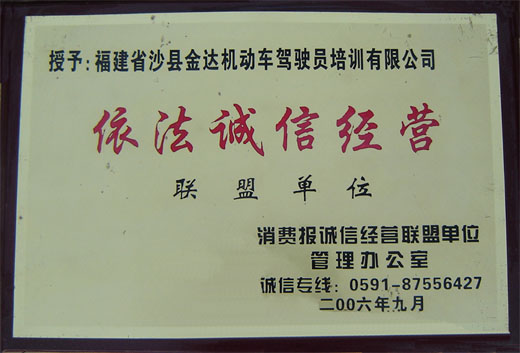 授予:福建省沙县金达机动车驾驶员培训有限公司
依法诚信经营
联盟单位
消费报诚信经营联盟单位
管理办公室
诚信专线:0591-87556427
二00六年九月